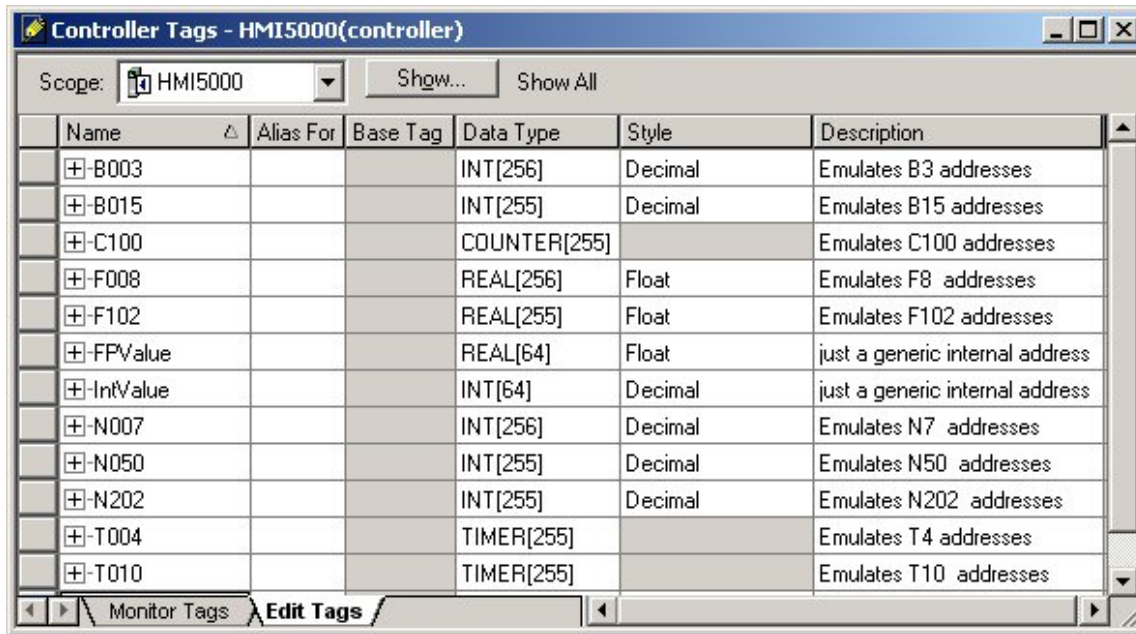 Controller Tags - HMI5000(controller)
Scope: HMI5000 Show... Show All
Name Alias For Base Tag Data Type Style Description
B003 INT[256] Decimal Emulates B3 addresses
B015 INT[255] Decimal Emulates B15 addresses
C100 COUNTER[255] Emulates C100 addresses
F008 REAL[256] Float Emulates F8 addresses
F102 REAL[255] Float Emulates F102 addresses
FPValue REAL[64] Float just a generic internal address
IntValue INT[64] Decimal just a generic internal address
N007 INT[256] Decimal Emulates N7 addresses
N050 INT[255] Decimal Emulates N50 addresses
N202 INT[255] Decimal Emulates N202 addresses
T004 TIMER[255] Emulates T4 addresses
T010 TIMER[255] Emulates T10 addresses
Monitor Tags Edit Tags